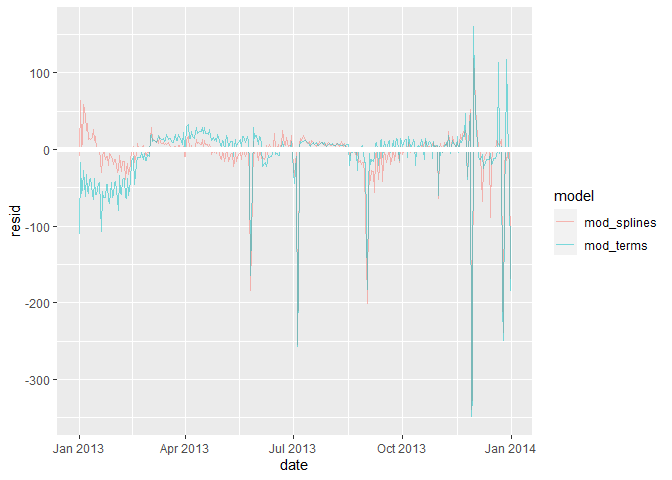 100
0
-100
-200
-300
resid
Jan 2013
Apr 2013
Jul 2013
Oct 2013
Jan 2014
date
model
mod_splines
mod_terms